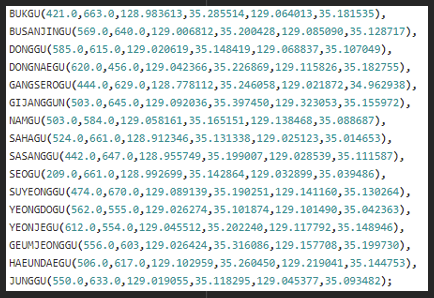 BUKGU(421.0,663.0,128.983613,35.285514,129.064013,35.181535),
BUSANJINGU(569.0,640.0,129.006812,35.200428,129.085090,35.128717),
DONGGU(585.0,615.0,129.020619,35.148419,129.068837,35.107049),
DONGNAEGU(620.0,456.0,129.042366,35.226869,129.115826,35.182755),
GANGSEROGU(444.0,629.0,128.778112,35.246058,129.021872,34.962938),
GIJANGGUN(503.0,645.0,129.092036,35.397450,129.323053,35.155972),
NAMGU(503.0,584.0,129.058161,35.165151,129.138468,35.088687),
SAHAGU(524.0,661.0,128.912346,35.131338,129.025123,35.014653),
SASANGGU(442.0,647.0,128.955749,35.199007,129.028539,35.111587),
SEOGU(209.0,661.0,128.992699,35.142864,129.032899,35.039486),
SUYEONGGU(474.0,670.0,129.089139,35.190251,129.141160,35.130264),
YEONGDOGU(562.0,555.0,129.026274,35.101874,129.101490,35.042363),
YEONJEGU(612.0,554.0,129.045512,35.202240,129.117792,35.148946),
GEUMJEONGGU(556.0,603,129.026424,35.316086,129.157708,35.199730),
HAEUNDAEGU(506.0,617.0,129.102959,35.260450,129.219041,35.144753),
JUNGGU(550.0,633.0,129.019055,35.118295,129.045377,35.093482);